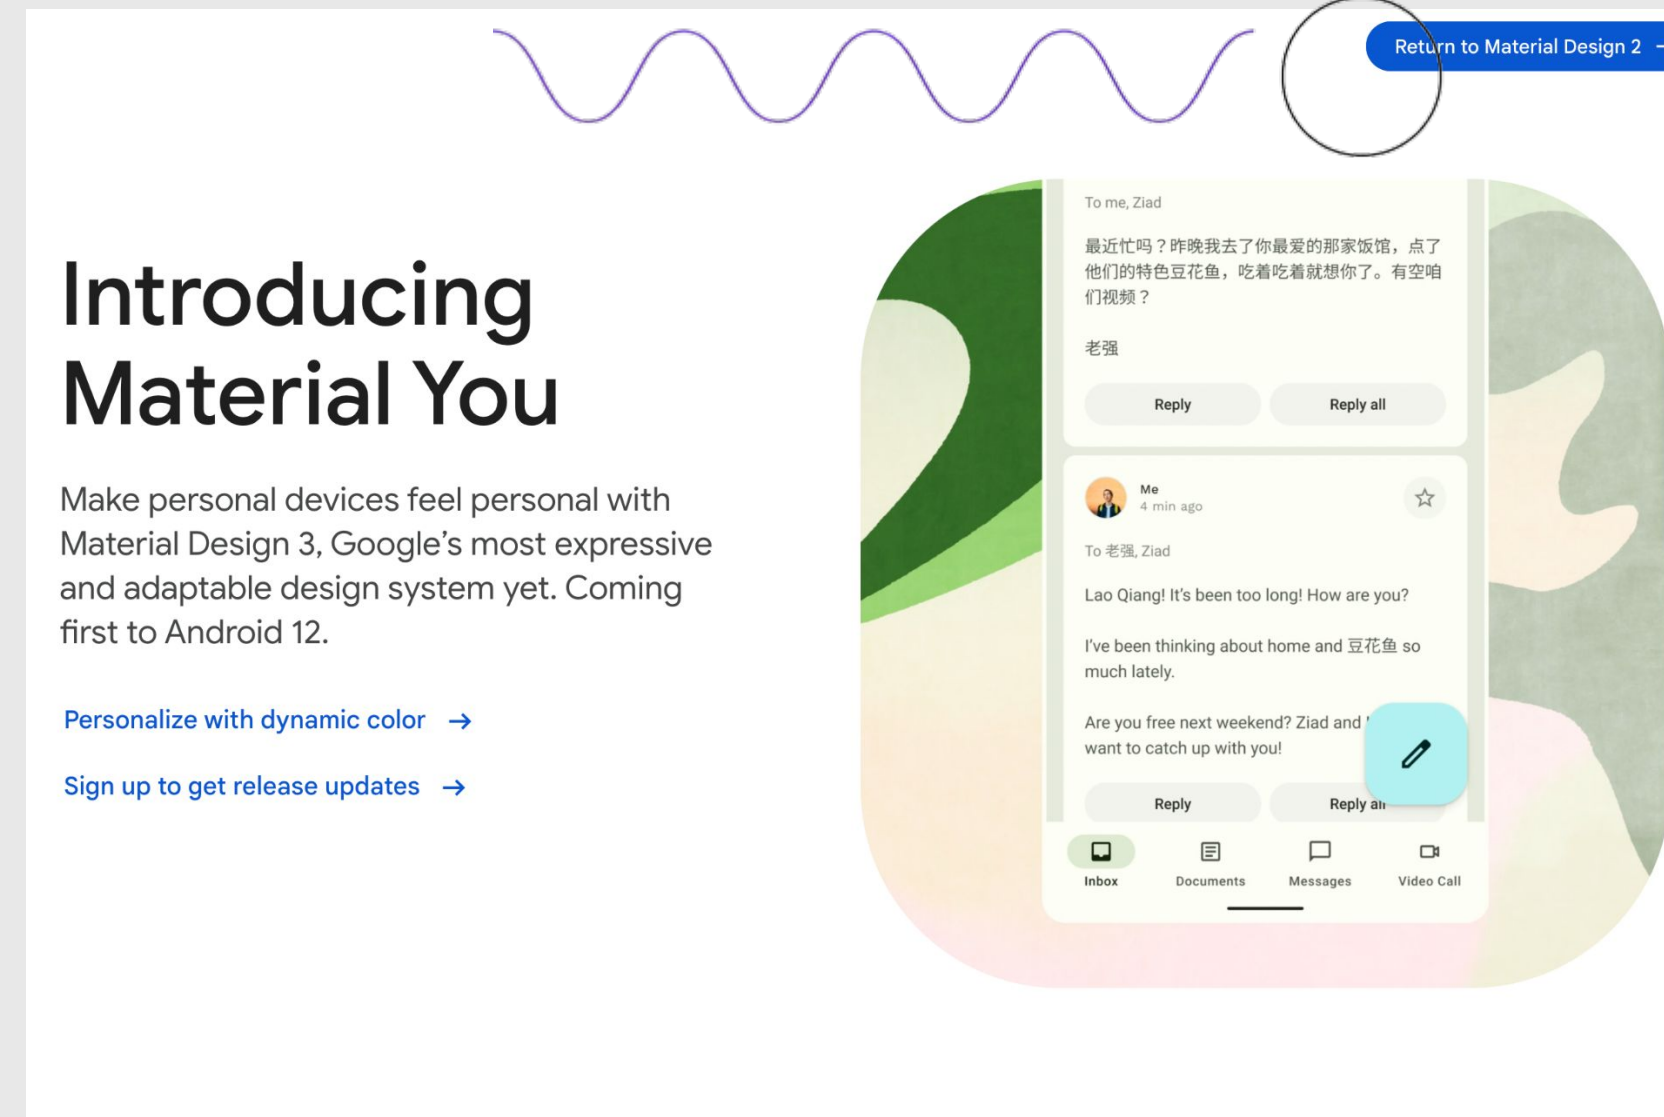 Return to Material Design 2 →
Introducing
Material You
Make personal devices feel personal with
Material Design 3, Google's most expressive
and adaptable design system yet. Coming
first to Android 12.
Personalize with dynamic color →
Sign up to get release updates →
To me, Ziad
最近忙吗？昨晚我去了你最爱的那家饭馆，点了
他们的特色豆花鱼，吃着吃着就想你了。有空咱
们视频？
老强
Reply
Reply all
Me
4 min ago
To 老强, Ziad
Lao Qiang! It's been too long! How are you?
I've been thinking about home and 豆花鱼 so
much lately.
Are you free next weekend? Ziad and
want to catch up with you!
Reply
Reply all
Inbox
Documents
Messages
Video Call